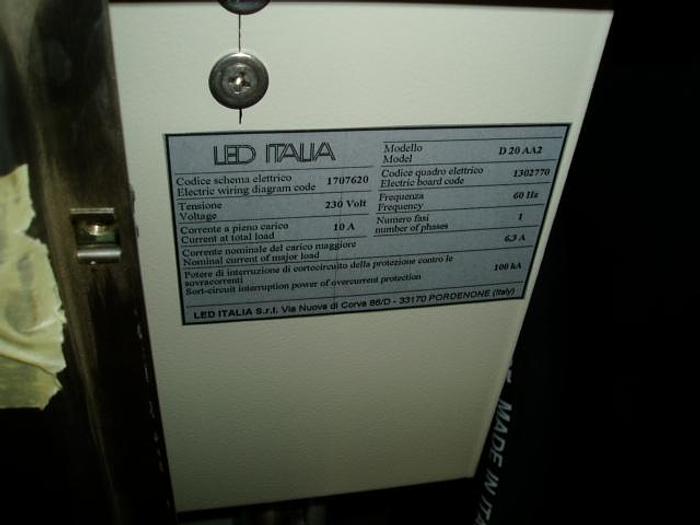 LED ITALIA
Modello
Model D 20 AA2
Codice schema elettrico
Electric wiring diagram code 1707620
Codice quadro elettrico
Electric board code 1302770
Tensione
Voltage 230 Volt
Frequenza
Frequency 60 Hz
Corrente a pieno carico
Current at total load 10 A
Numero fasi
number of phases 1
Corrente nominale del carico maggiore
Nominal current of major load 6,3 A
Potere di interruzione di cortocircuito della protezione contro le
sovracorrenti
Sort-circuit interruption power of overcurrent protection 100 kA
LED ITALIA S.r.l. Via Nuova di Corva 86/D - 33170 PORDENONE (Italy)
MADE IN ITA